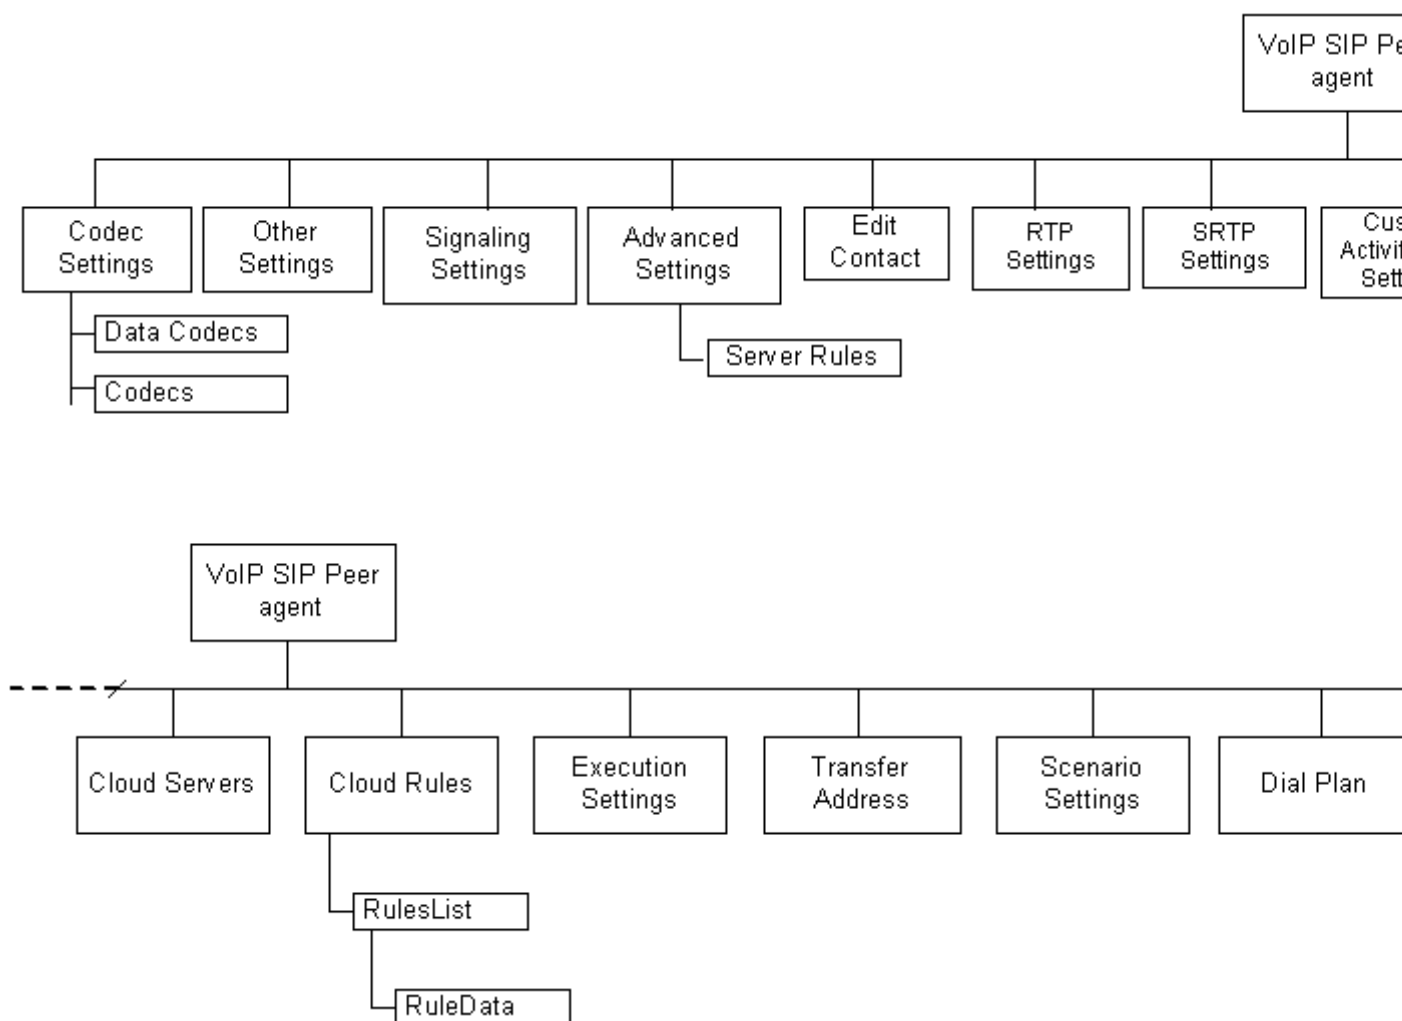 VoIP SIP
agent
Codec
Settings
Other
Settings
Signaling
Settings
Advanced
Settings
Edit
Contact
RTP
Settings
SRTP
Settings
Data Codecs
Codecs
Server Rules
VoIP SIP Peer
agent
Cloud Servers
Cloud Rules
Execution
Settings
Transfer
Address
Scenario
Settings
Dial Plan
RulesList
RuleData